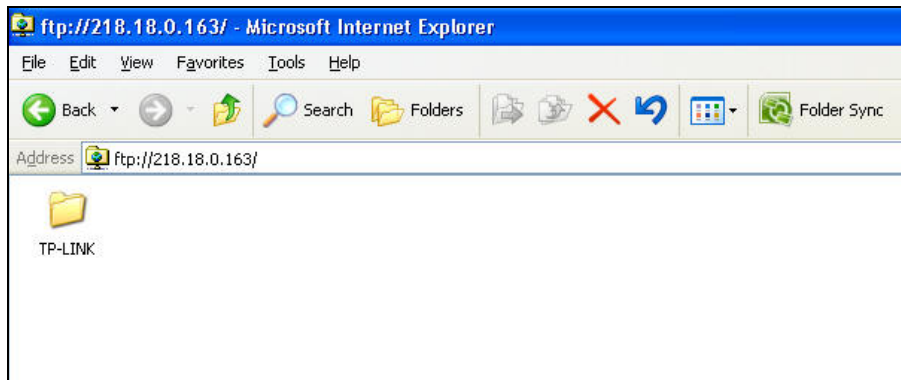 ftp://218.18.0.163/ - Microsoft Internet Explorer
File Edit View Favorites Tools Help
Back Search Folders Folder Sync
Address ftp://218.18.0.163/
TP-LINK